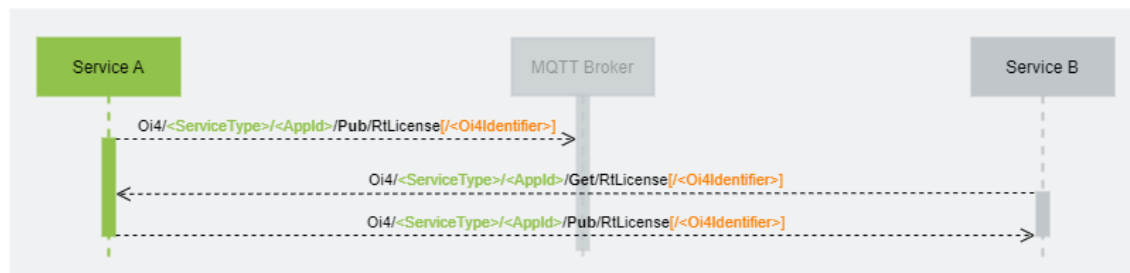 Service A
MQTT Broker
Service B
Oi4/<ServiceType>/<AppId>/Pub/RtLicense[/<Oi4Identifier>]
Oi4/<ServiceType>/<AppId>/Get/RtLicense[/<Oi4Identifier>]
Oi4/<ServiceType>/<AppId>/Pub/RtLicense[/<Oi4Identifier>]